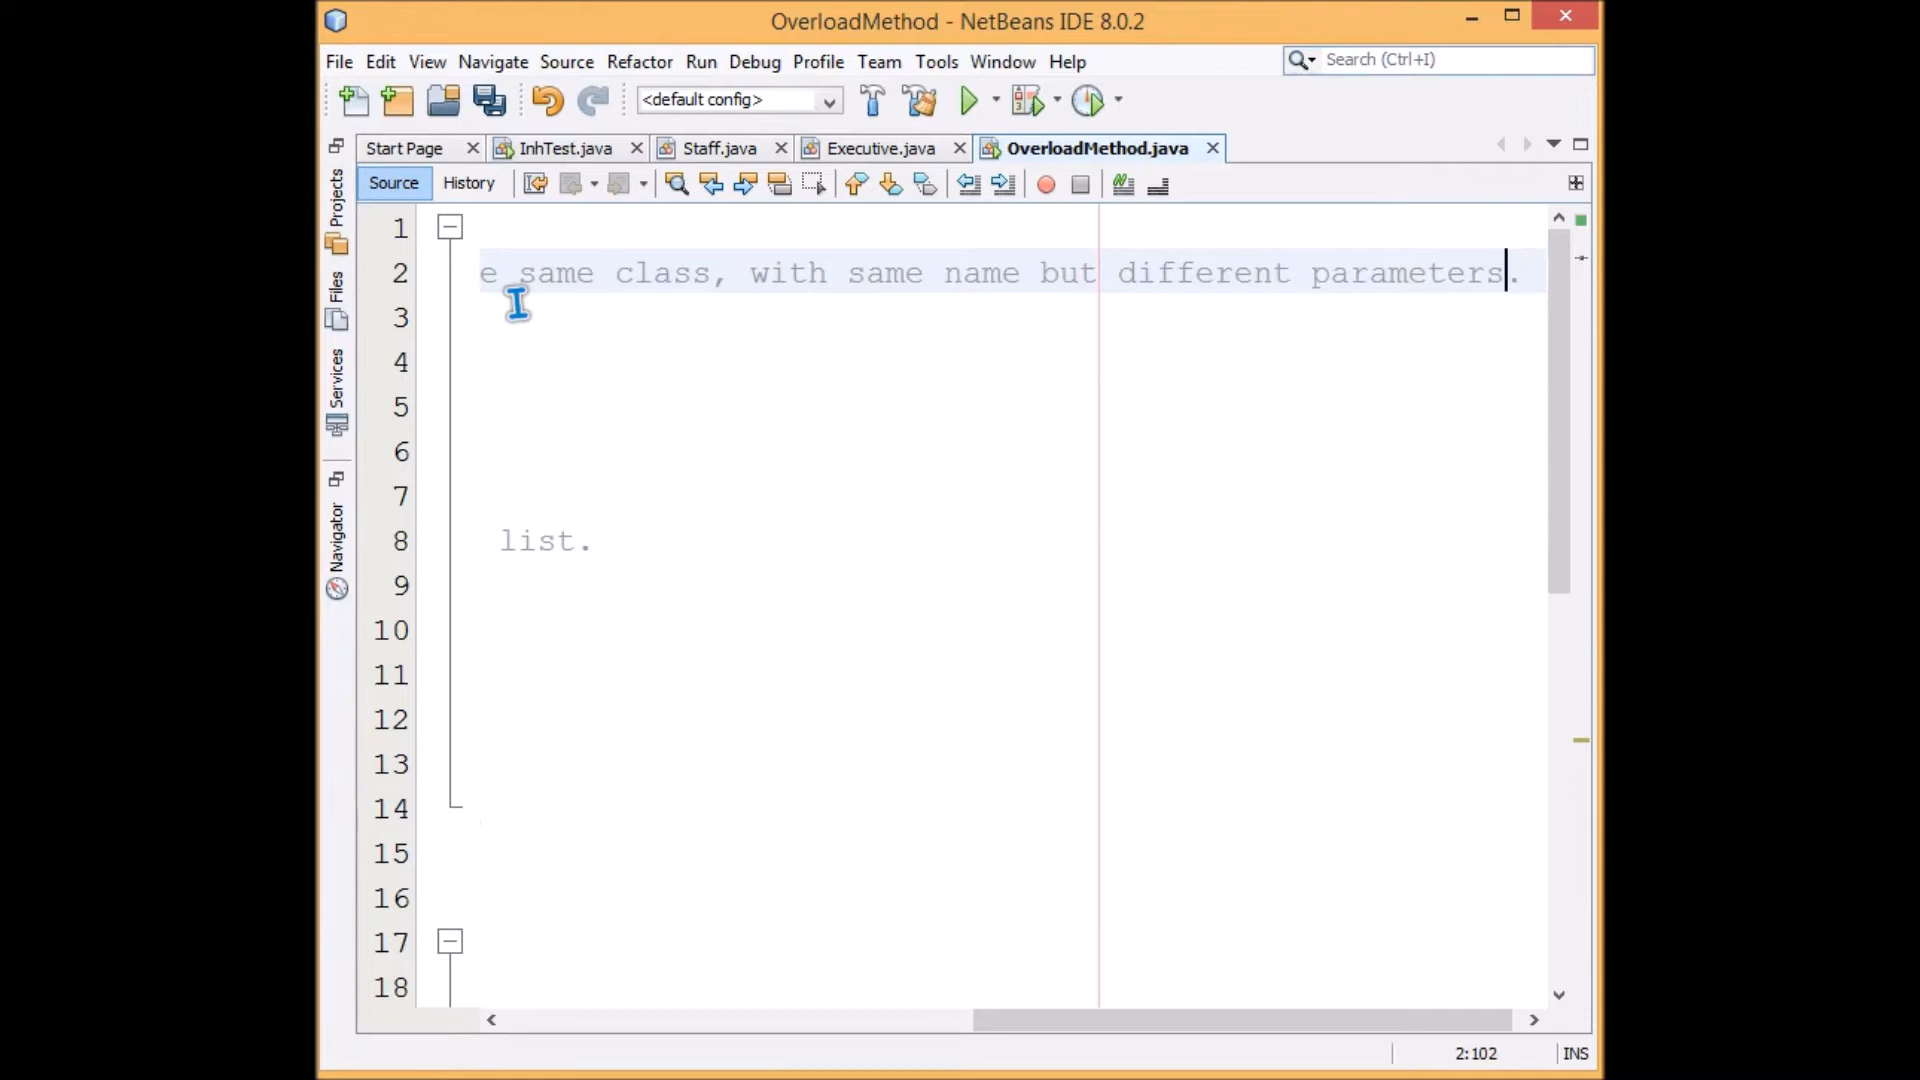 OverloadMethod - NetBeans IDE 8.0.2
File Edit View Navigate Source Refactor Run Debug Profile Team Tools Window Help
Search (Ctrl+I)
<default config>
Start Page InhTest.java Staff.java Executive.java OverloadMethod.java
Source History
Projects
Files
Services
Navigator
1
2 e same class, with same name but different parameters.
3
4
5
6
7
8 list.
9
10
11
12
13
14
15
16
17
18
2:102 INS